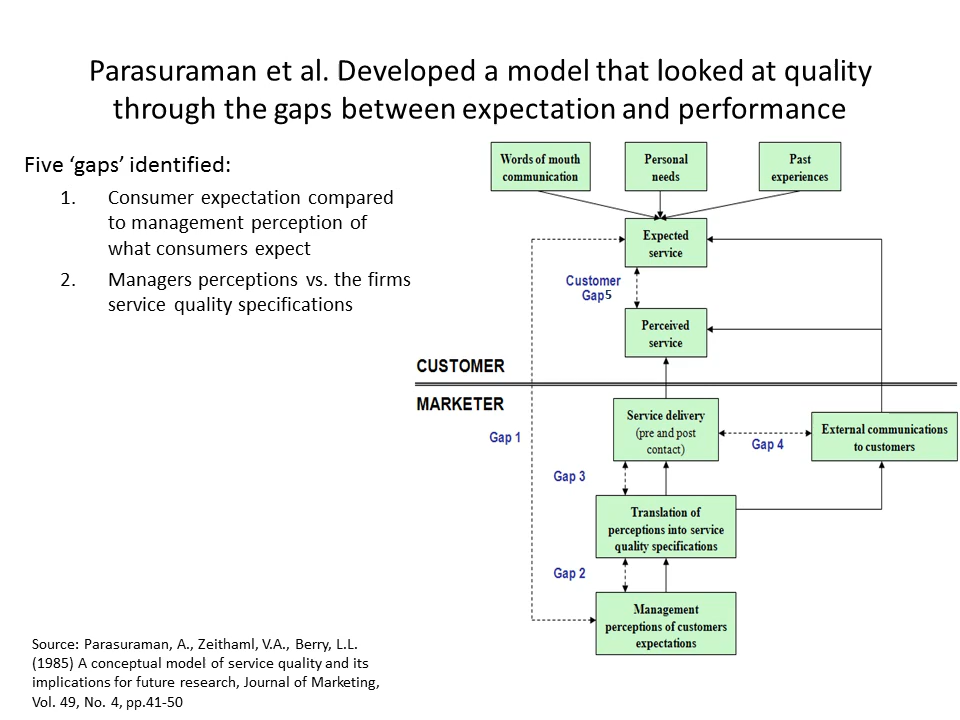 Parasuraman et al. Developed a model that looked at quality
through the gaps between expectation and performance
Five ‘gaps’ identified:
1. Consumer expectation compared
to management perception of
what consumers expect
2. Managers perceptions vs. the firms
service quality specifications
Words of mouth
communication
Personal
needs
Past
experiences
Expected
service
Customer
Gap5
Perceived
service
CUSTOMER
MARKETER
Service delivery
(pre and post
contact)
External communications
to customers
Gap 1
Gap 4
Gap 3
Translation of
perceptions into service
quality specifications
Gap 2
Management
perceptions of customers
expectations
Source: Parasuraman, A., Zeithaml, V.A., Berry, L.L.
(1985) A conceptual model of service quality and its
implications for future research, Journal of Marketing,
Vol. 49, No. 4, pp.41-50